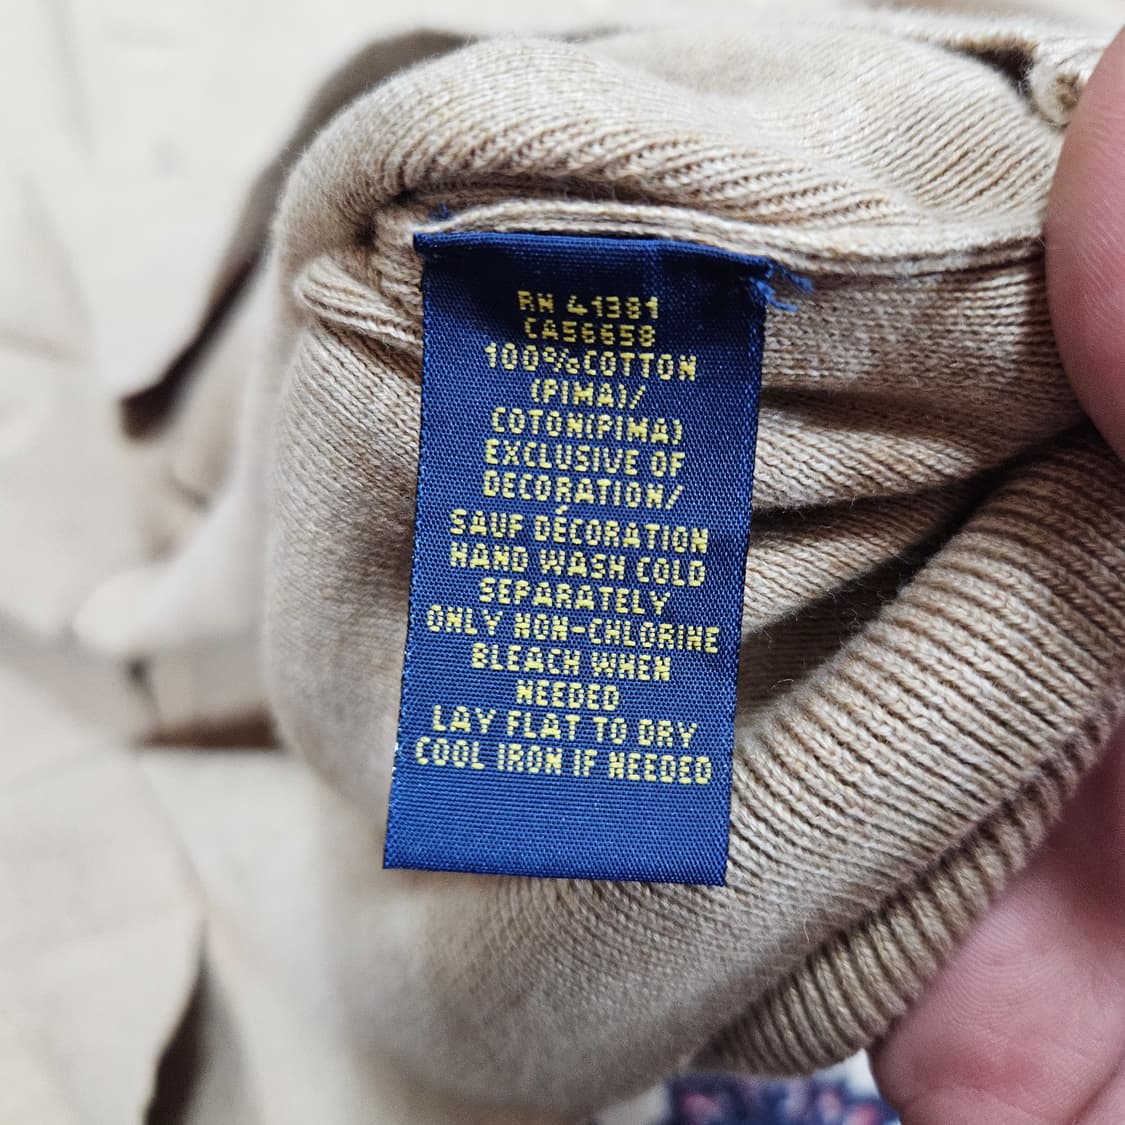 RN 41381
CA56658
100%COTTON
(PIMA)/
COTON(PIMA)
EXCLUSIVE OF
DECORATION/
SAUF DÉCORATION
HAND WASH COLD
SEPARATELY
ONLY NON-CHLORINE
BLEACH WHEN
NEEDED
LAY FLAT TO DRY
COOL IRON IF NEEDED